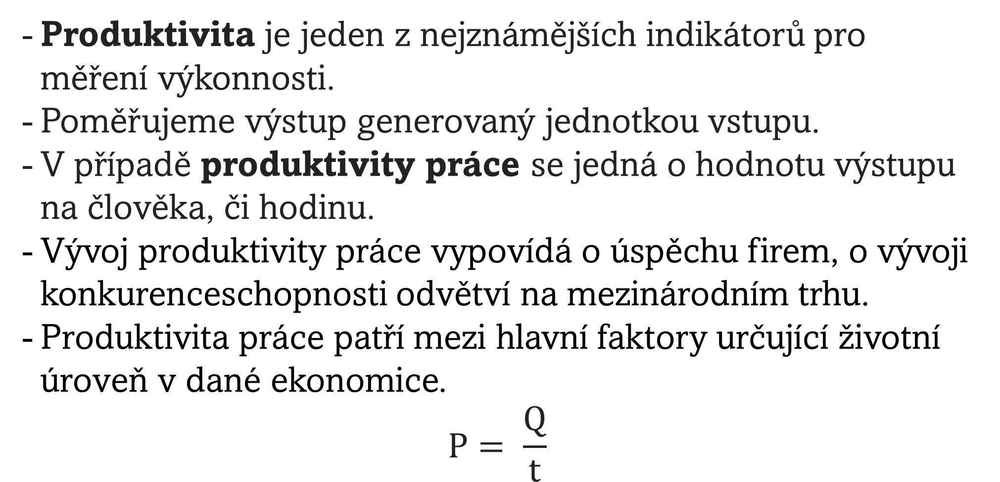 - Produktivita je jeden z nejznámějších indikátorů pro
měření výkonnosti.
- Poměřujeme výstup generovaný jednotkou vstupu.
- V případě produktivity práce se jedná o hodnotu výstupu
na člověka, či hodinu.
- Vývoj produktivity práce vypovídá o úspěchu firem, o vývoji
konkurenceschopnosti odvětví na mezinárodním trhu.
- Produktivita práce patří mezi hlavní faktory určující životní
úroveň v dané ekonomice.
Q
P =
t